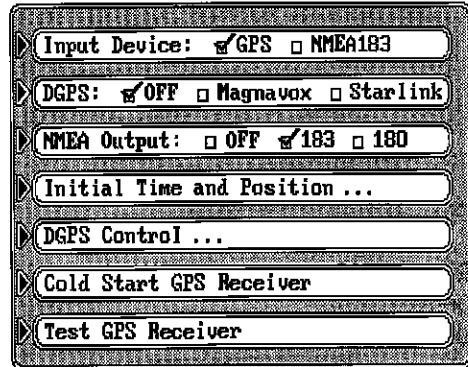 Input Device: GPS NMEA183
DGPS: OFF Magnavox Starlink
NMEA Output: OFF 183 180
Initial Time and Position ...
DGPS Control ...
Cold Start GPS Receiver
Test GPS Receiver